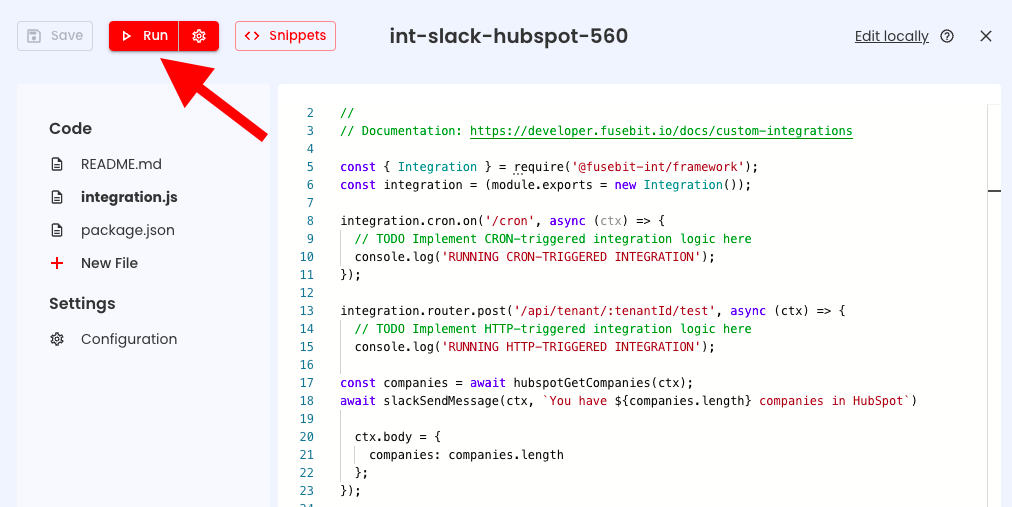 Save
Run
<> Snippets
int-slack-hubspot-560
Edit locally
Code
README.md
integration.js
package.json
New File
Settings
Configuration
2 //
3 // Documentation: https://developer.fusebit.io/docs/custom-integrations
4
5 const { Integration } = require('@fusebit-int/framework');
6 const integration = (module.exports = new Integration());
7
8 integration.cron.on('/cron', async (ctx) => {
9 // TODO Implement CRON-triggered integration logic here
10 console.log('RUNNING CRON-TRIGGERED INTEGRATION');
11 });
12
13 integration.router.post('/api/tenant/:tenantId/test', async (ctx) => {
14 // TODO Implement HTTP-triggered integration logic here
15 console.log('RUNNING HTTP-TRIGGERED INTEGRATION');
16
17 const companies = await hubspotGetCompanies(ctx);
18 await slackSendMessage(ctx, `You have ${companies.length} companies in HubSpot`)
19
20 ctx.body = {
21 companies: companies.length
22 };
23 });